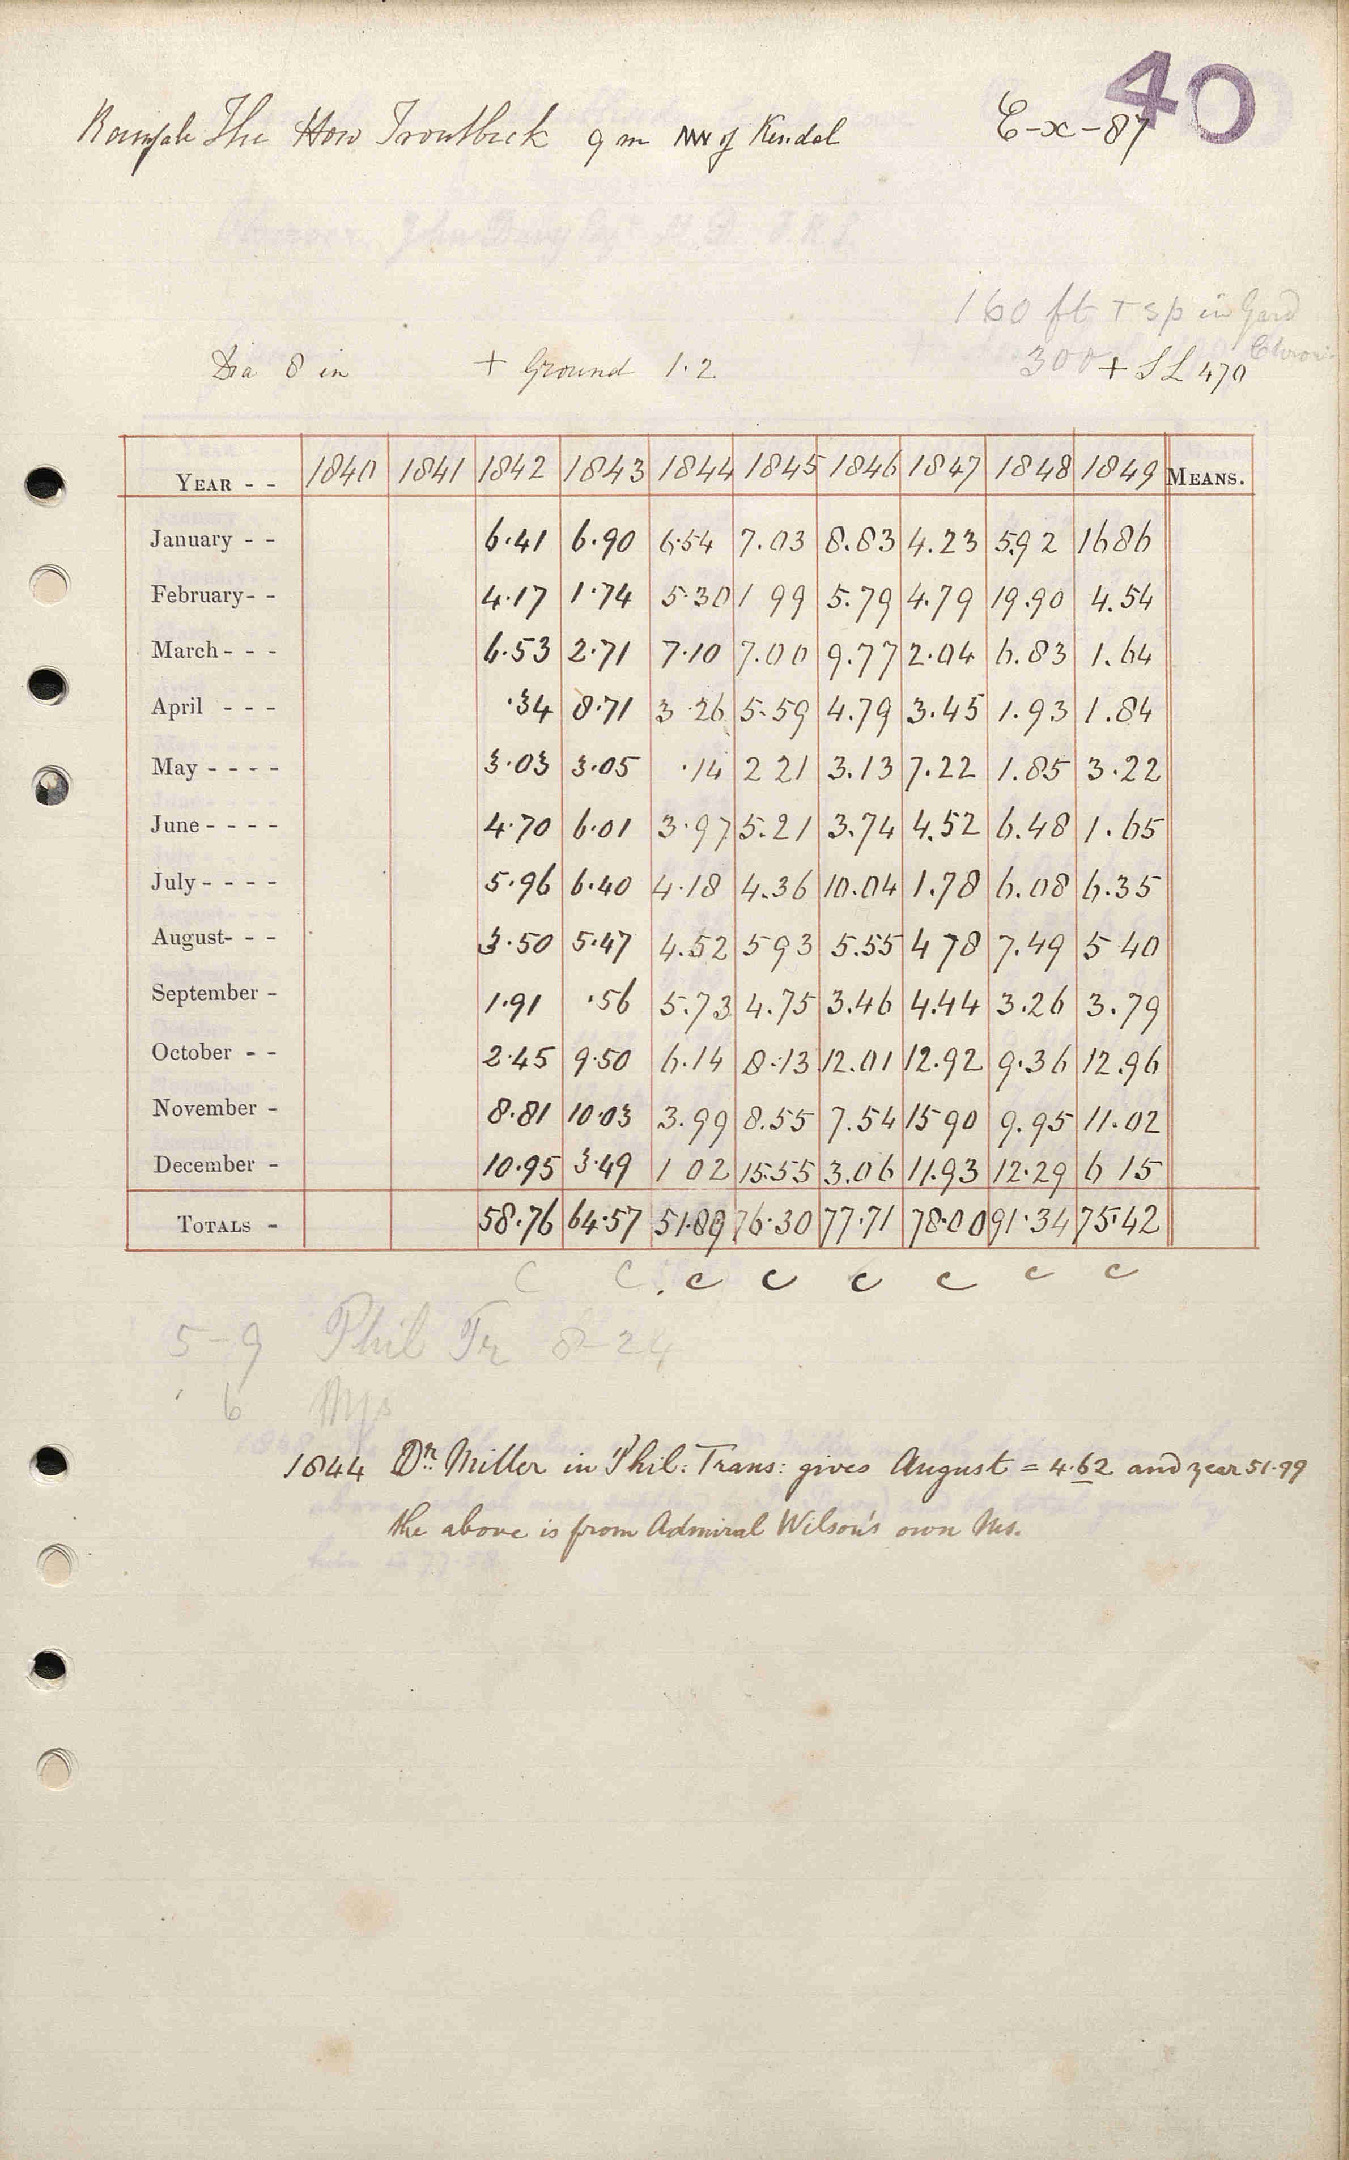 40
The How Troutbeck 9 m NW of Kendal
E-x-87
160 ft T Sp in Gard
Chron
Dia 8 in + Ground 1.2 300 + SL 470
YEAR - - 1840 1841 1842 1843 1844 1845 1846 1847 1848 1849 MEANS.
January - - 6.41 6.90 6.54 7.03 8.83 4.23 5.92 16 86
February - - 4.17 1.74 5.30 1 99 5.79 4.79 19.90 4.54
March - - - 6.53 2.71 7.10 7.00 9.77 2.04 6.83 1.64
April - - - .34 8.71 3.26 5.59 4.79 3.45 1.93 1.84
May - - - - 3.03 3.05 .14 2 21 3.13 7.22 1.85 3.22
June - - - - 4.70 6.01 3.97 5.21 3.74 4.52 6.48 1.65
July - - - - 5.96 6.40 4.18 4.36 10.04 1.78 6.08 6.35
August - - - 3.50 5.47 4.52 5 93 5.55 4 78 7.49 5 40
September - 1.91 .56 5.73 4.75 3.46 4.44 3.26 3.79
October - - 2.45 9.50 6.14 8.13 12.01 12.92 9.36 12.96
November - 8.81 10.03 3.99 8.55 7.54 15 90 9.95 11.02
December - 10.95 3.49 1 02 15.55 3.06 11.93 12.29 6 15
TOTALS - 58.76 64.57 51.89 76.30 77.71 78.00 91.34 75.42
c c c c c c c c
5-9 Phil Tr 8-24
6 Mss
1844 Dr. Miller in Phil: Trans: gives August = 4.62 and year 51.99
the above is from Admiral Wilson's own Ms.